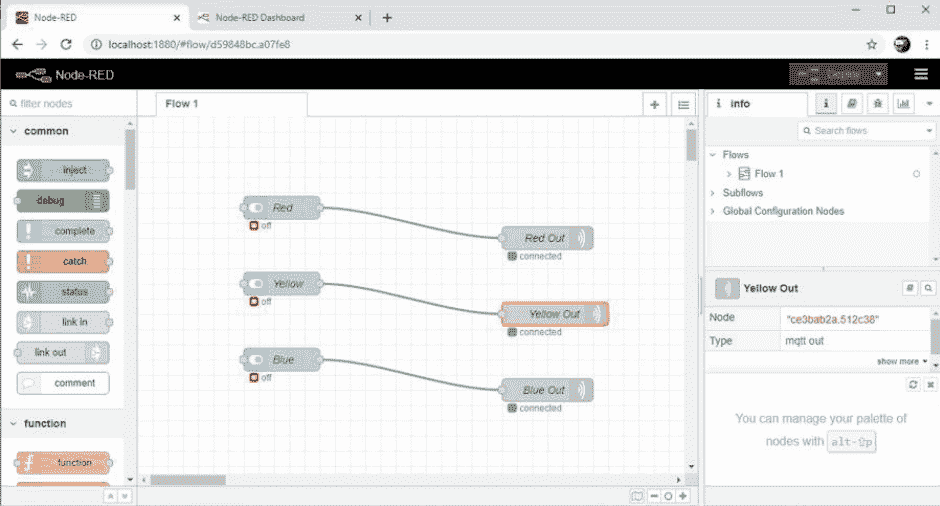 Node-RED
Node-RED Dashboard
localhost:1880/#flow/d59848bc.a07fe8
Node-RED
filter nodes
Flow 1
info
Search flows
common
inject
debug
complete
catch
status
link in
link out
comment
function
function
Red
off
Red Out
connected
Yellow
off
Yellow Out
connected
Blue
off
Blue Out
connected
Flows
Flow 1
Subflows
Global Configuration Nodes
Yellow Out
Node "ce3bab2a.512c38"
Type mqtt out
show more
You can manage your palette of
nodes with alt-⇧p